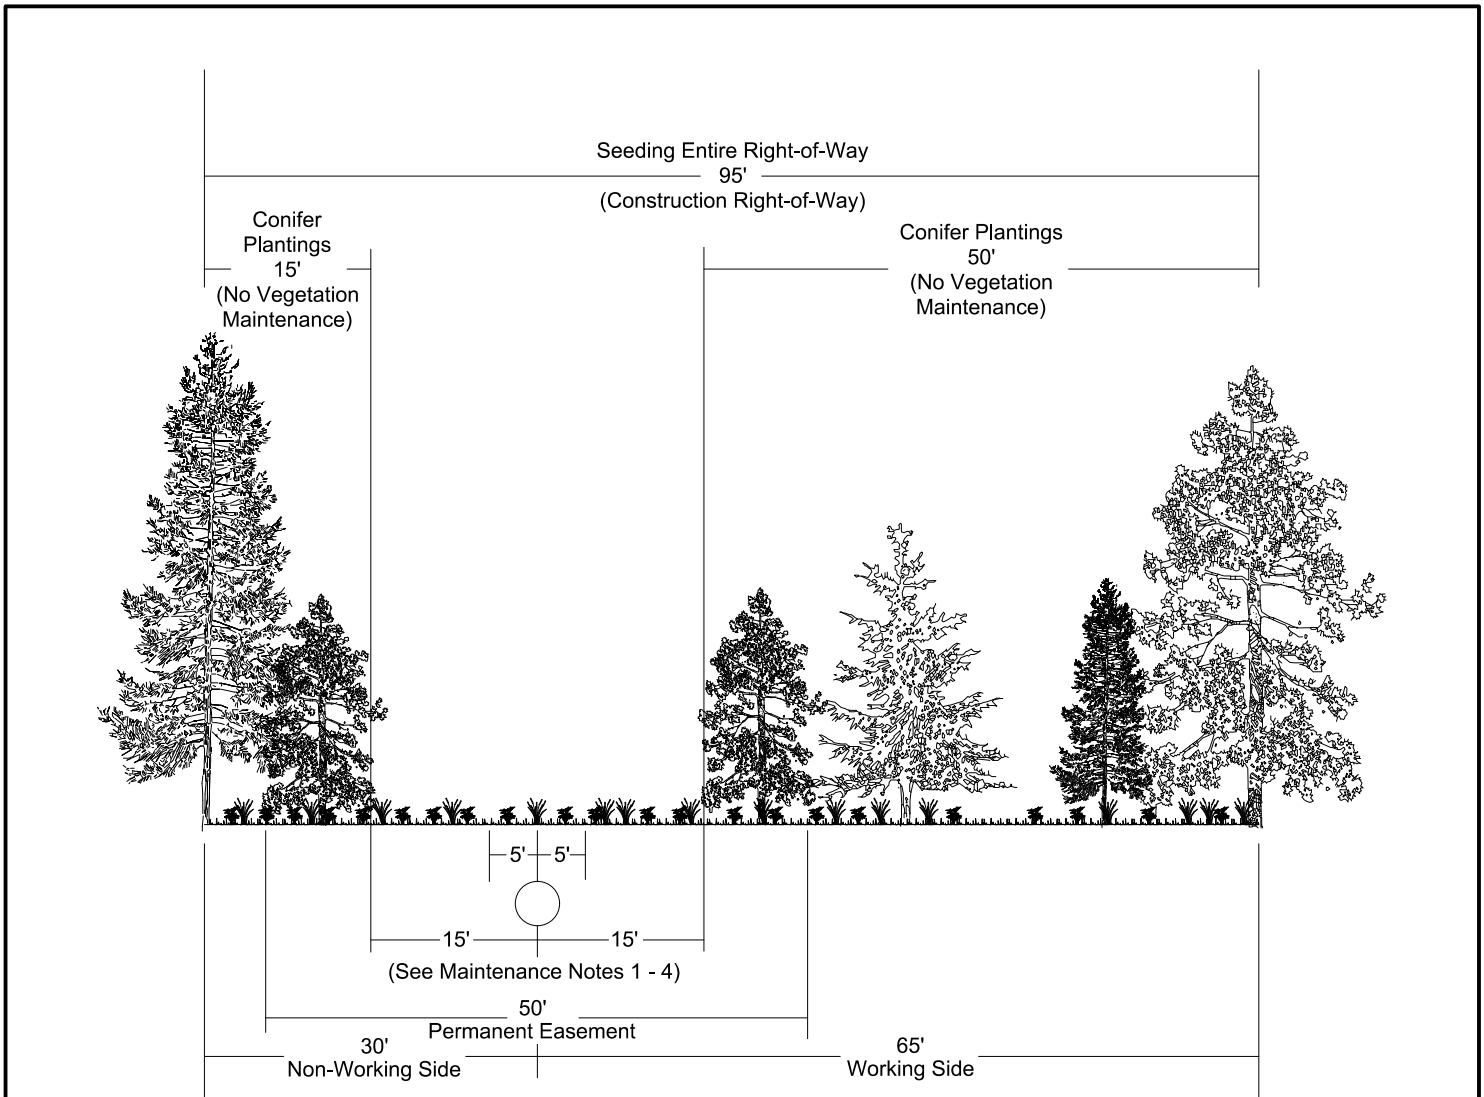 Seeding Entire Right-of-Way
95'
(Construction Right-of-Way)
Conifer
Plantings
15'
(No Vegetation
Maintenance)
Conifer Plantings
50'
(No Vegetation
Maintenance)
5' 5'
15' 15'
(See Maintenance Notes 1 - 4)
50'
Permanent Easement
30'
Non-Working Side
65'
Working Side